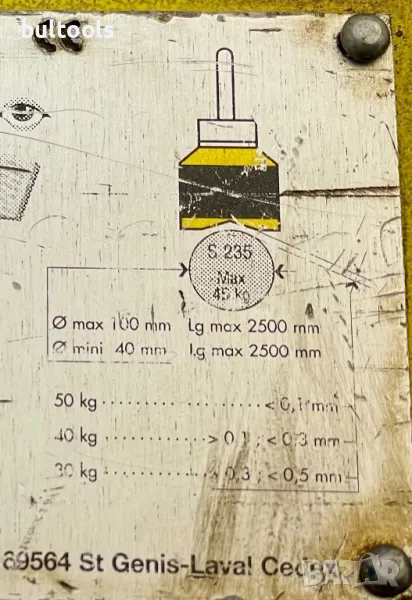 bultools
S 235
Max
45 kg
Ø max 100 mm Lg max 2500 mm
Ø mini 40 mm Lg max 2500 mm
50 kg ............ < 0,1 mm
40 kg ............ > 0,1 ; < 0,3 mm
30 kg ............ > 0,3 ; < 0,5 mm
69564 St Genis-Laval Cedex
bazar.bg